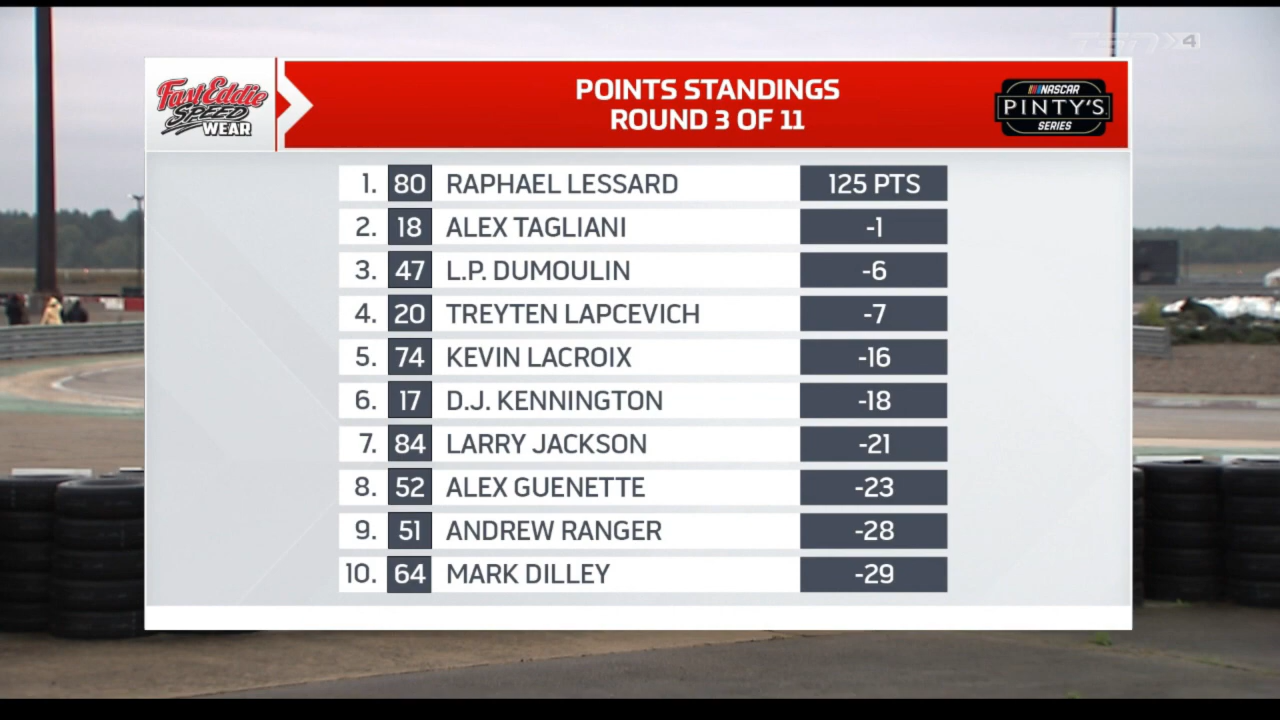 TSN 4
Fast Eddie
SPEED
WEAR
POINTS STANDINGS
ROUND 3 OF 11
NASCAR
PINTY'S
SERIES
1. 80 RAPHAEL LESSARD 125 PTS
2. 18 ALEX TAGLIANI -1
3. 47 L.P. DUMOULIN -6
4. 20 TREYTEN LAPCEVICH -7
5. 74 KEVIN LACROIX -16
6. 17 D.J. KENNINGTON -18
7. 84 LARRY JACKSON -21
8. 52 ALEX GUENETTE -23
9. 51 ANDREW RANGER -28
10. 64 MARK DILLEY -29